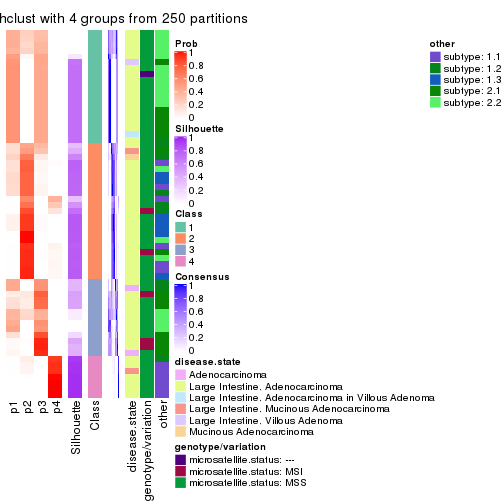 hclust with 4 groups from 250 partitions
Prob
1
0.8
0.6
0.4
0.2
0
Silhouette
1
0.8
0.6
0.4
0.2
0
Class
1
2
3
4
Consensus
1
0.8
0.6
0.4
0.2
0
disease.state
Adenocarcinoma
Large Intestine. Adenocarcinoma
Large Intestine. Adenocarcinoma in Villous Adenoma
Large Intestine. Mucinous Adenocarcinoma
Large Intestine. Villous Adenoma
Mucinous Adenocarcinoma
genotype/variation
microsatellite.status: ---
microsatellite.status: MSI
microsatellite.status: MSS
other
subtype: 1.1
subtype: 1.2
subtype: 1.3
subtype: 2.1
subtype: 2.2
p1
p2
p3
p4
Silhouette
Class
disease.state
genotype/variation
other